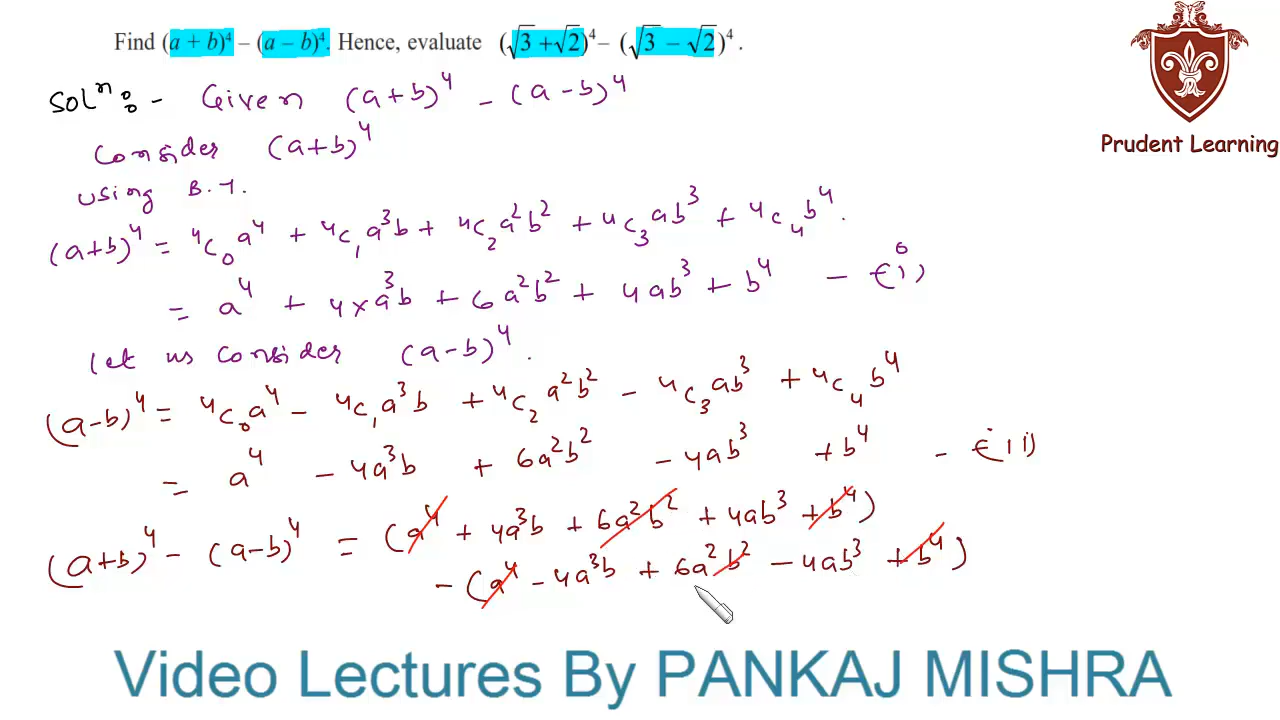 Find (a + b)⁴ – (a – b)⁴. Hence, evaluate (√3 + √2)⁴ – (√3 – √2)⁴.
Prudent Learning
Solⁿ :- Given (a+b)⁴ - (a-b)⁴
Consider (a+b)⁴
using B.T.
(a+b)⁴ = ⁴C₀a⁴ + ⁴C₁a³b + ⁴C₂a²b² + ⁴C₃ab³ + ⁴C₄b⁴.
= a⁴ + 4×a³b + 6a²b² + 4ab³ + b⁴ - (i)
Let us consider (a-b)⁴.
(a-b)⁴ = ⁴C₀a⁴ - ⁴C₁a³b + ⁴C₂a²b² - ⁴C₃ab³ + ⁴C₄b⁴
= a⁴ - 4a³b + 6a²b² - 4ab³ + b⁴ - (ii)
(a+b)⁴ - (a-b)⁴ = (a⁴ + 4a³b + 6a²b² + 4ab³ + b⁴)
- (a⁴ - 4a³b + 6a²b² - 4ab³ + b⁴)
Video Lectures By PANKAJ MISHRA